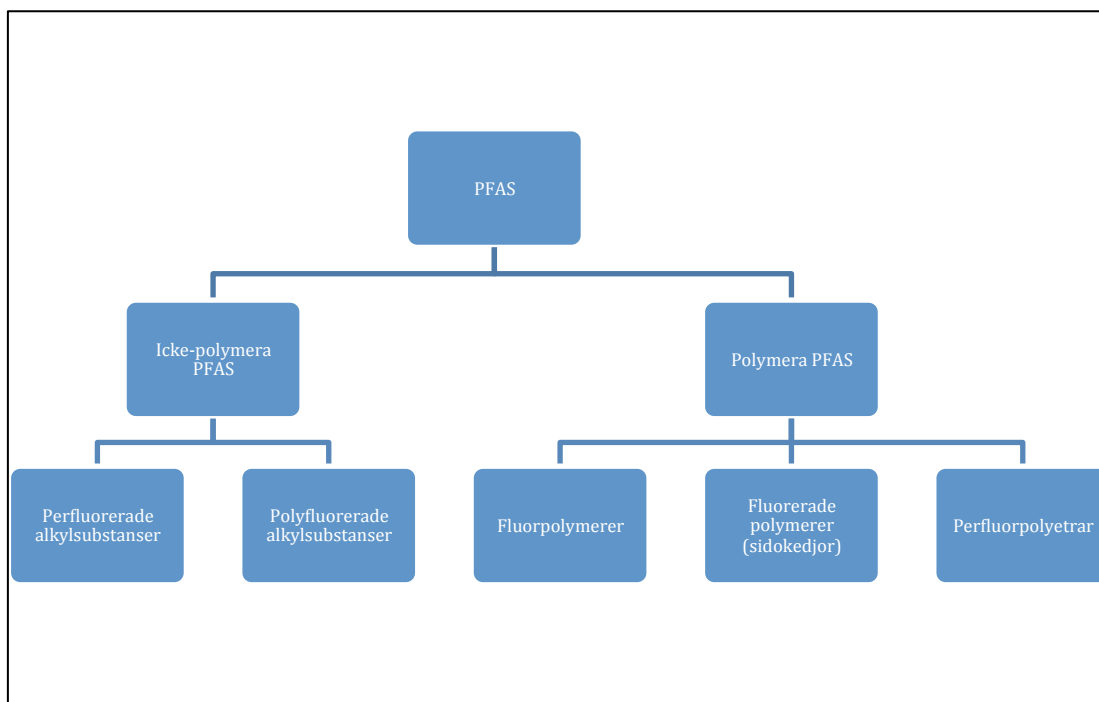 PFAS
Icke-polymera
PFAS
Polymera PFAS
Perfluorerade
alkylsubstanser
Polyfluorerade
alkylsubstanser
Fluorpolymerer
Fluorerade
polymerer
(sidokedjor)
Perfluorpolyetrar